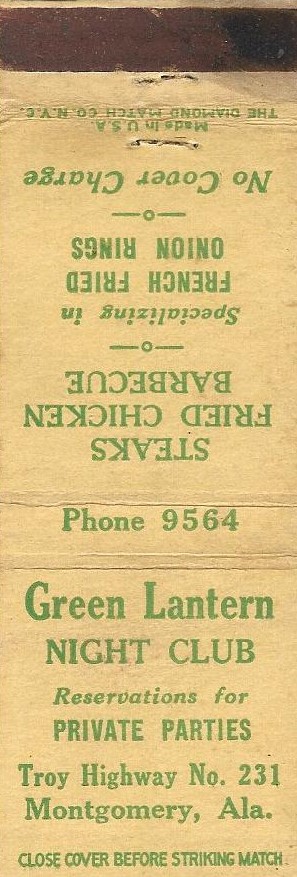 STEAKS
FRIED CHICKEN
BARBECUE
Specializing in
FRENCH FRIED
ONION RINGS
No Cover Charge
Made in U.S.A.
THE DIAMOND MATCH CO. N.Y.C.
Phone 9564
Green Lantern
NIGHT CLUB
Reservations for
PRIVATE PARTIES
Troy Highway No. 231
Montgomery, Ala.
CLOSE COVER BEFORE STRIKING MATCH